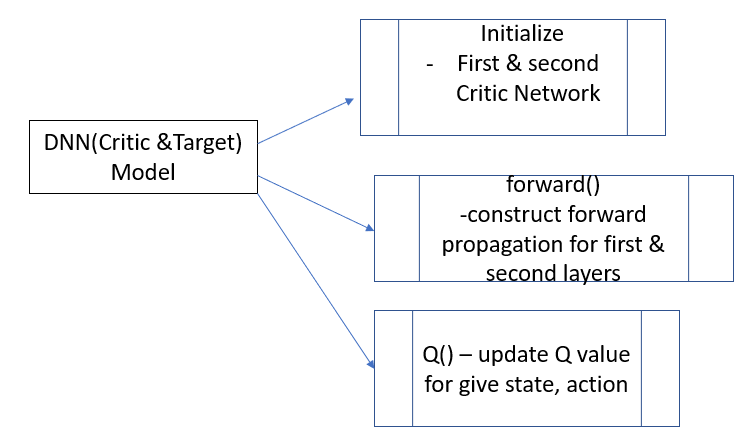 DNN(Critic &Target)
Model
Initialize
- First & second
Critic Network
forward()
-construct forward
propagation for first &
second layers
Q() – update Q value
for give state, action